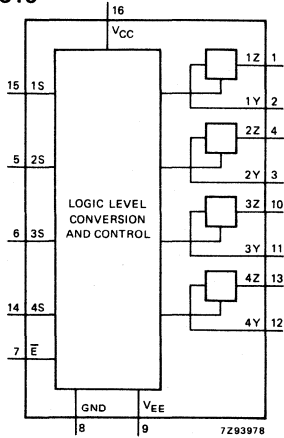 16
VCC
1Z 1
15 1S
1Y 2
2Z 4
5 2S
2Y 3
3Z 10
LOGIC LEVEL
CONVERSION
AND CONTROL
6 3S
3Y 11
4Z 13
14 4S
4Y 12
7 E̅
GND VEE
8 9
7Z93978